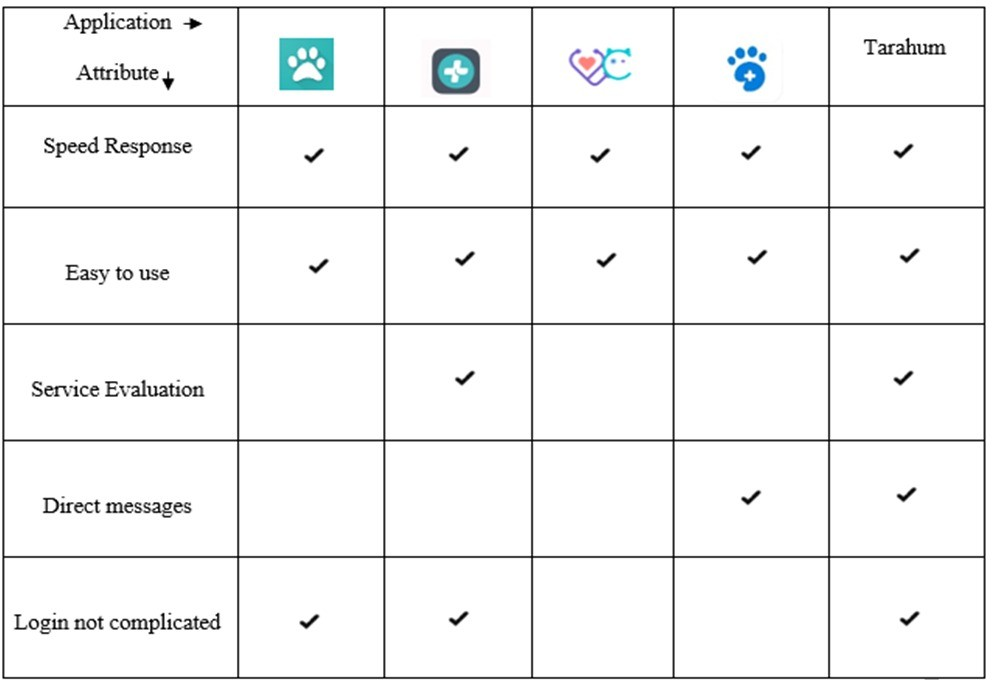 Application
Attribute
Tarahum
Speed Response
Easy to use
Service Evaluation
Direct messages
Login not complicated